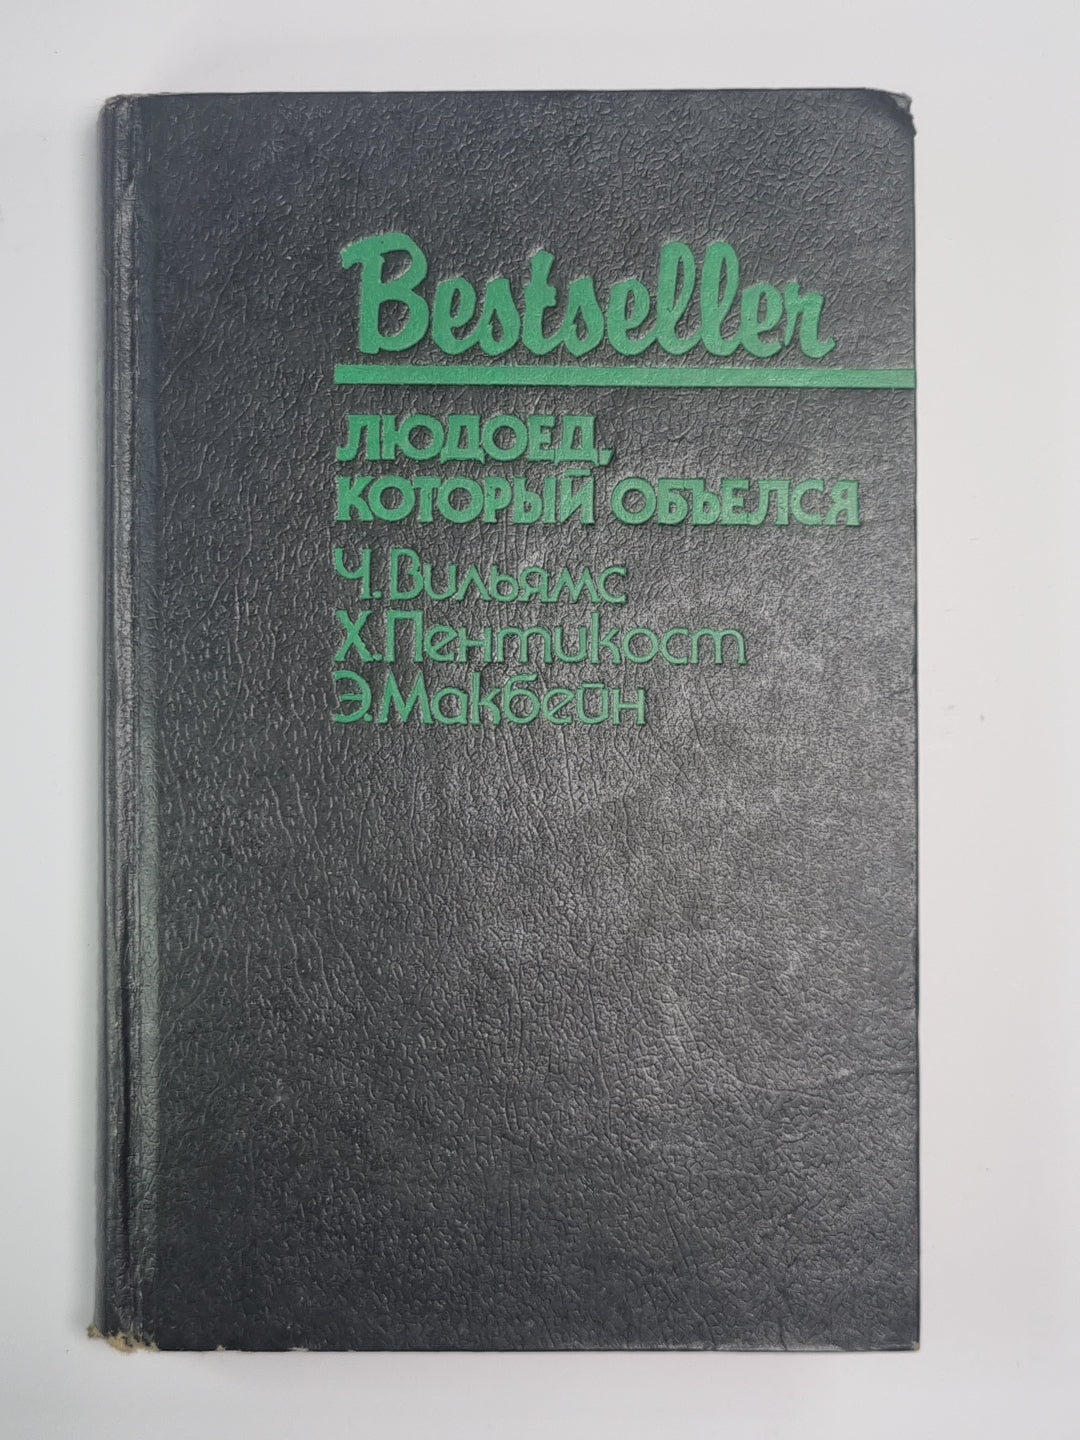 Bestseller
ЛЮДОЕД,
КОТОРЫЙ ОБЪЕЛСЯ
Ч.Вильямс
Х.Пентикост
Э.Макбейн